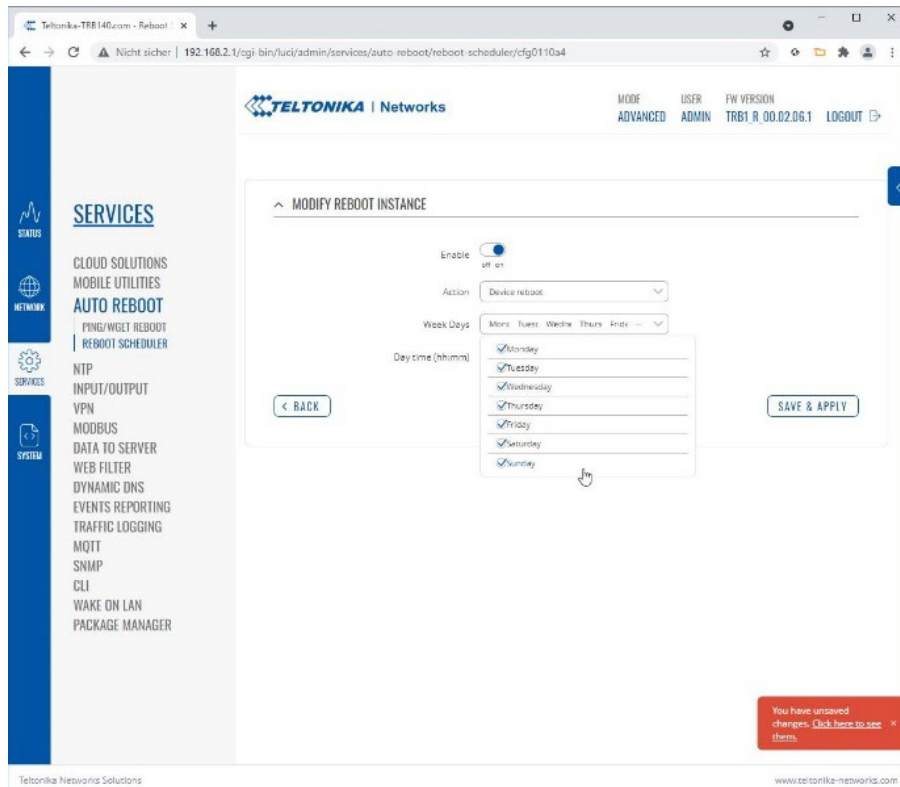 Teltonika-TRB140.com - Reboot
Nicht sicher | 192.168.2.1/cgi-bin/luci/admin/services/auto-reboot/reboot-scheduler/cfg0110a4
TELTONIKA | Networks
MODE
ADVANCED
USER
ADMIN
FW VERSION
TRB1_R_00.02.06.1
LOGOUT
STATUS
NETWORK
SERVICES
SYSTEM
SERVICES
CLOUD SOLUTIONS
MOBILE UTILITIES
AUTO REBOOT
PING/WGET REBOOT
REBOOT SCHEDULER
NTP
INPUT/OUTPUT
VPN
MODBUS
DATA TO SERVER
WEB FILTER
DYNAMIC DNS
EVENTS REPORTING
TRAFFIC LOGGING
MQTT
SNMP
CLI
WAKE ON LAN
PACKAGE MANAGER
MODIFY REBOOT INSTANCE
Enable
off on
Action
Device reboot
Week Days
Mond Tuesd Wedne Thurs Frida
Monday
Tuesday
Wednesday
Thursday
Friday
Saturday
Sunday
Day time (hh:mm)
< BACK
SAVE & APPLY
You have unsaved
changes. Click here to see
them.
Teltonika Networks Solutions
www.teltonika-networks.com